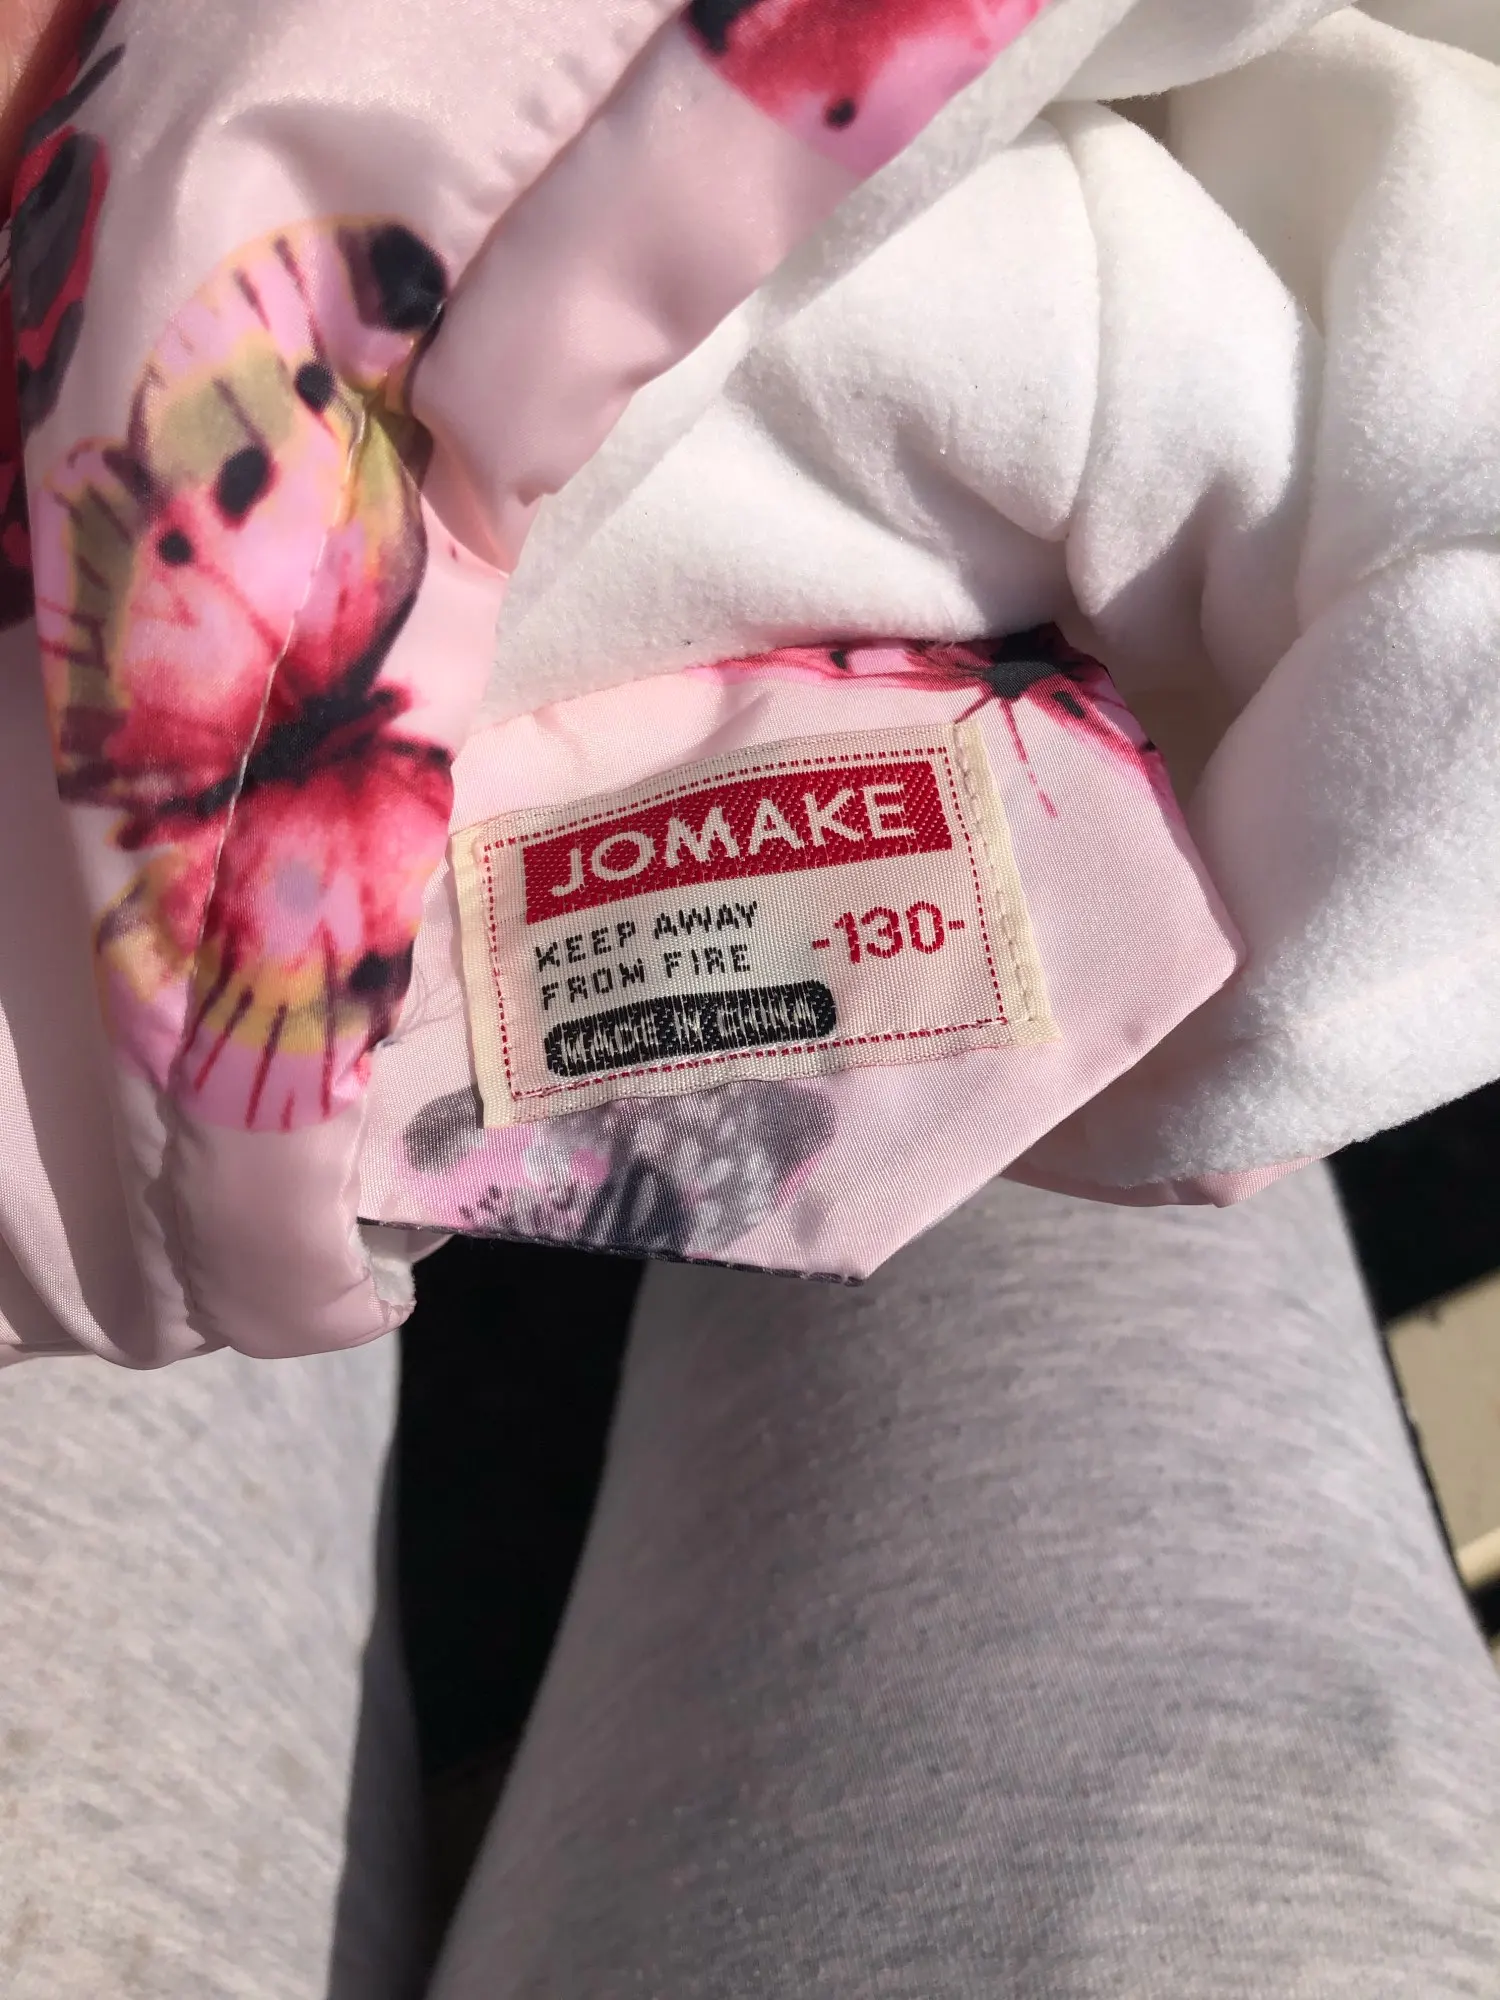 JOMAKE
KEEP AWAY
FROM FIRE
-130-
MADE IN CHINA